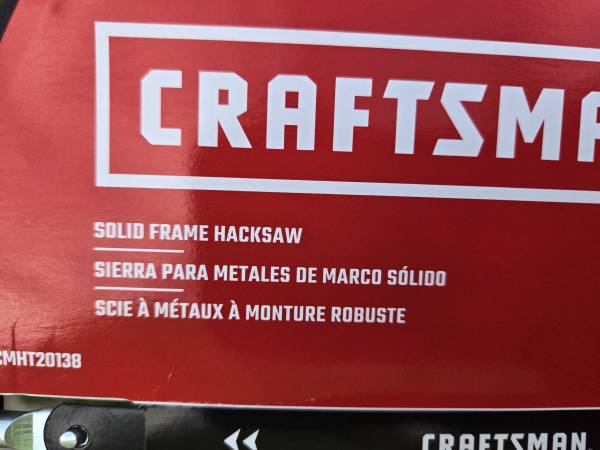 CRAFTSMA
SOLID FRAME HACKSAW
SIERRA PARA METALES DE MARCO SÓLIDO
SCIE À MÉTAUX À MONTURE ROBUSTE
CMHT20138
CRAFTSMAN.